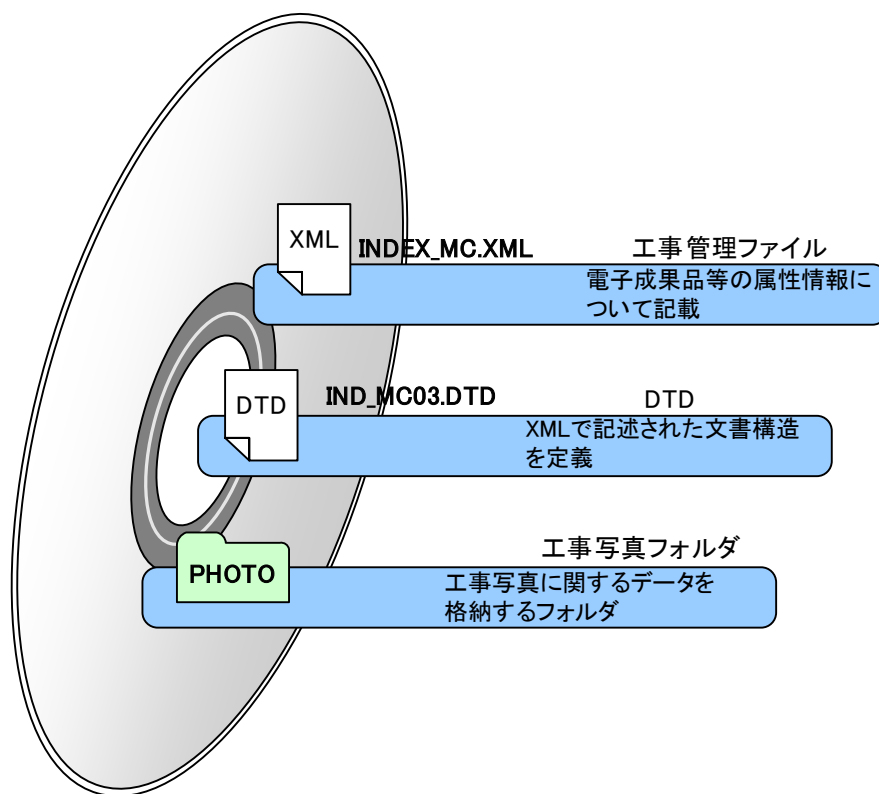 XML
INDEX_MC.XML
工事管理ファイル
電子成果品等の属性情報に
ついて記載
DTD
IND_MC03.DTD
DTD
XMLで記述された文書構造
を定義
PHOTO
工事写真フォルダ
工事写真に関するデータを
格納するフォルダ